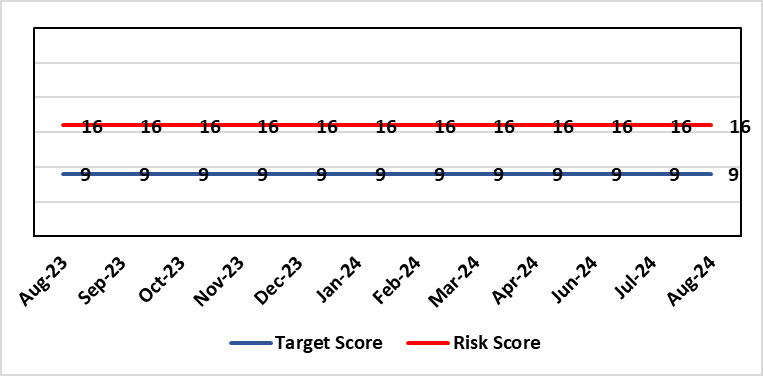 16 16 16 16 16 16 16 16 16 16 16 16
9 9 9 9 9 9 9 9 9 9 9 9
Aug-23 Sep-23 Oct-23 Nov-23 Dec-23 Jan-24 Feb-24 Mar-24 Apr-24 Jun-24 Jul-24 Aug-24
Target Score Risk Score